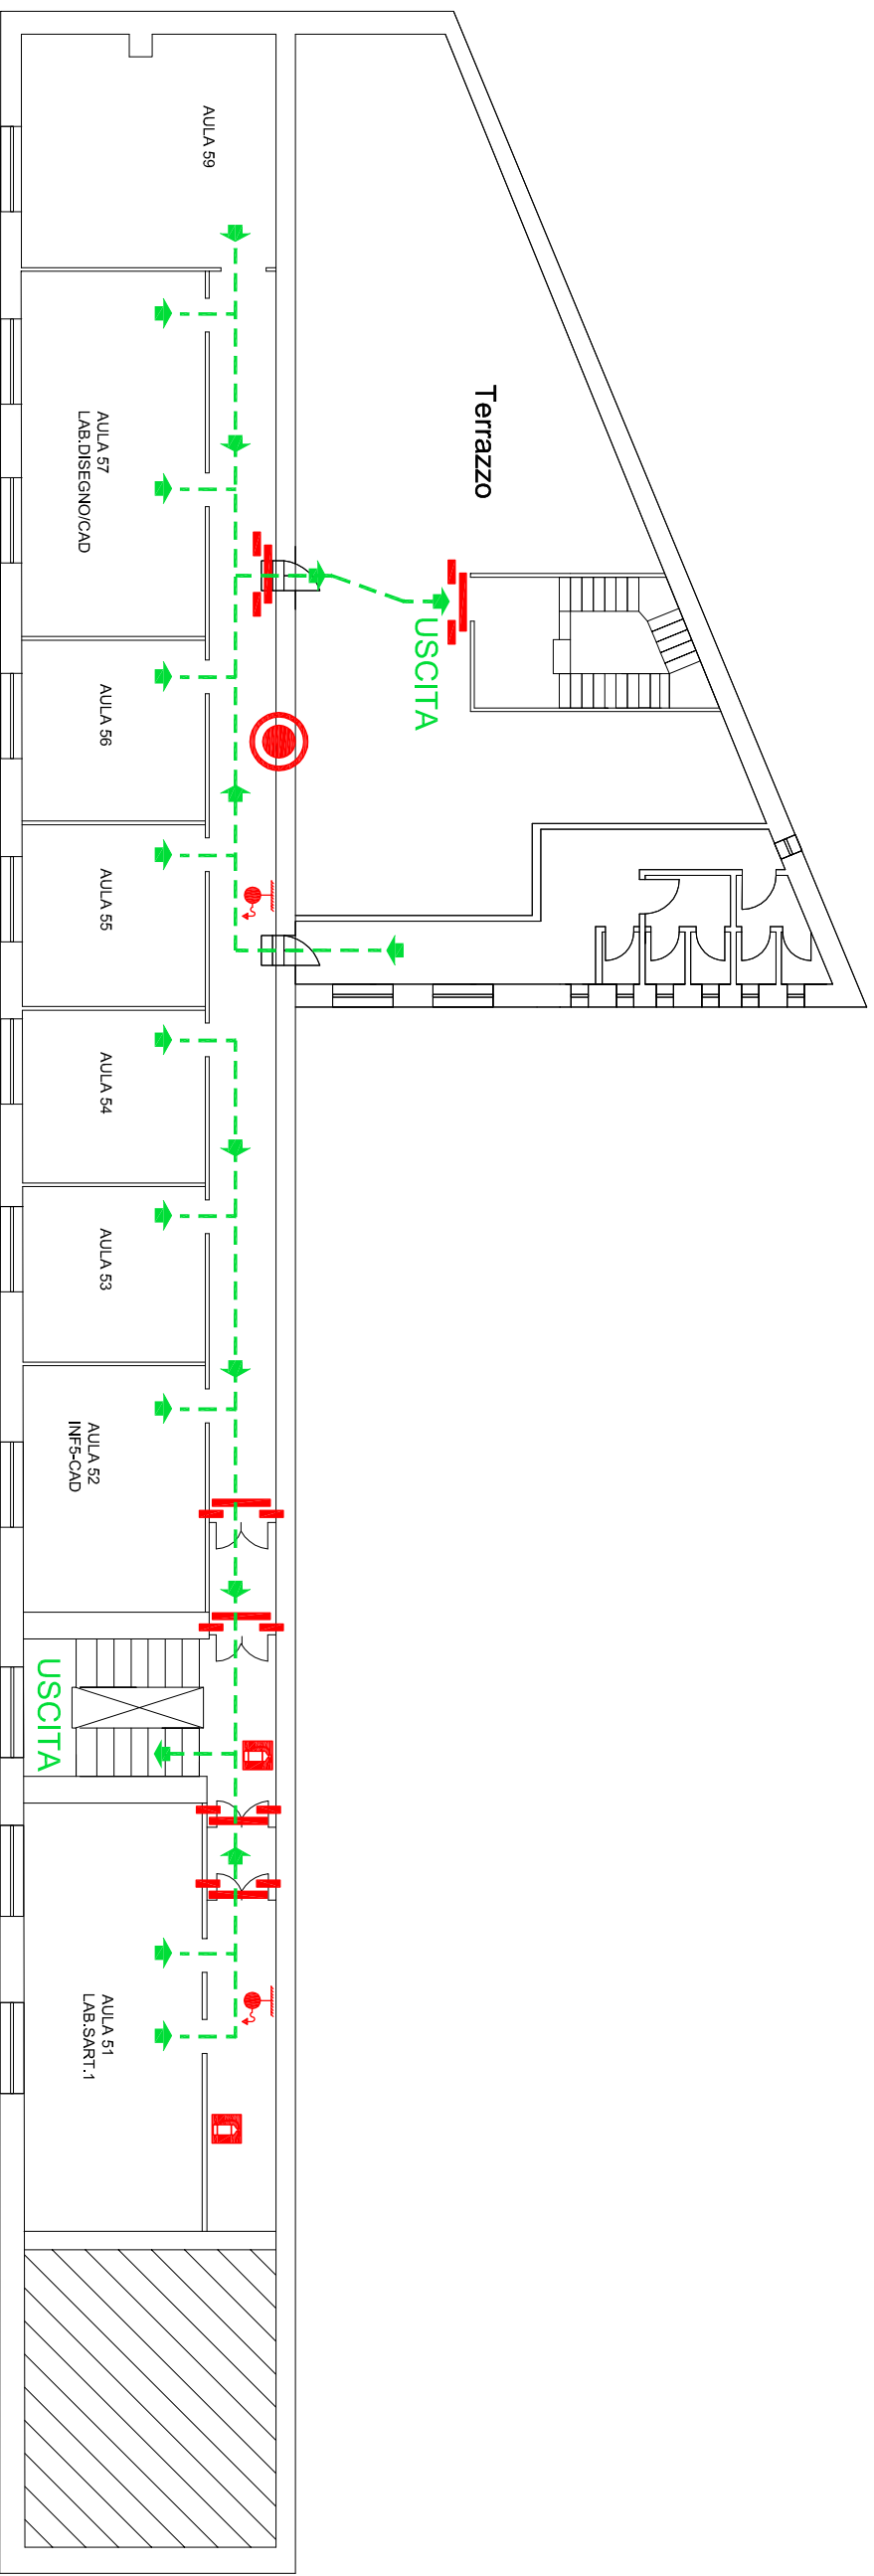 AULA 59
AULA 57
LAB.DISEGNO/CAD
Terrazzo
USCITA
AULA 56
AULA 55
AULA 54
AULA 53
AULA 52
INF5-CAD
USCITA
AULA 51
LAB.SART.1